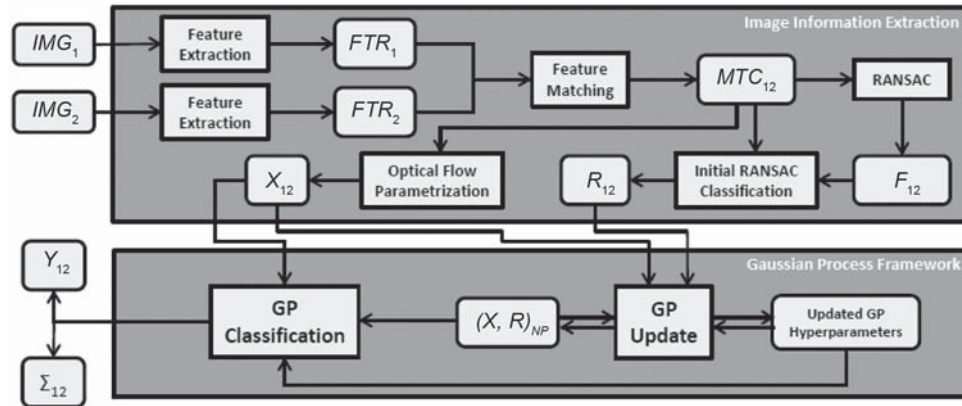 Image Information Extraction
IMG1
Feature
Extraction
FTR1
Feature
Matching
MTC12
RANSAC
IMG2
Feature
Extraction
FTR2
X12
Optical Flow
Parametrization
R12
Initial RANSAC
Classification
F12
Gaussian Process Framework
Y12
GP
Classification
(X, R)NP
GP
Update
Updated GP
Hyperparameters
Σ12